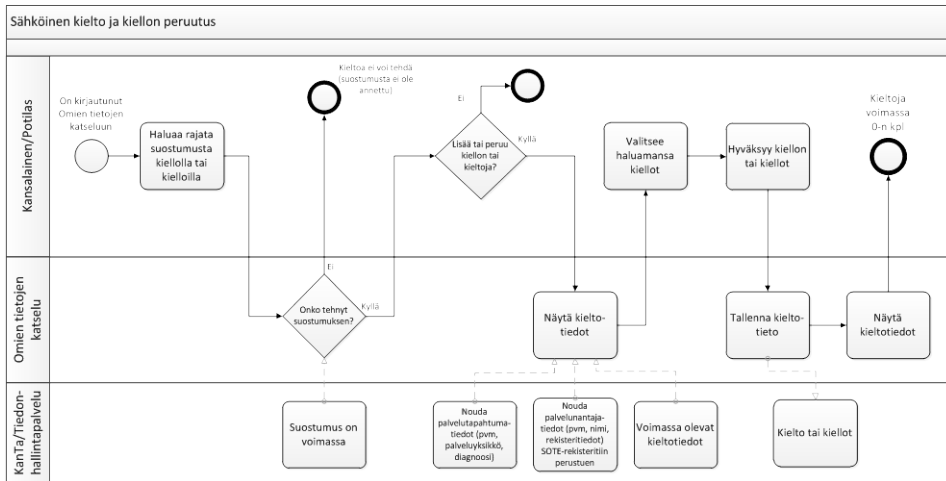 Sähköinen kielto ja kiellon peruutus
Kansalainen/Potilas
On kirjautunut
Omien tietojen
katseluun
Haluaa rajata
suostumusta
kiellolla tai
kielloilla
Kieltoa ei voi tehdä
(suostumusta ei ole
annettu)
Ei
Lisää tai peruu
kiellon tai
kieltoja?
Kyllä
Valitsee
haluamansa
kiellot
Hyväksyy kiellon
tai kiellot
Kieltoja
voimassa
0-n kpl
Omien tietojen
katselu
Ei
Onko tehnyt
suostumuksen?
Kyllä
Näytä kielto-
tiedot
Tallenna kielto-
tieto
Näytä
kieltotiedot
KanTa/Tiedon-
hallintapalvelu
Suostumus on
voimassa
Nouda
palvelutapahtuma-
tiedot (pvm,
palveluyksikkö,
diagnoosi)
Nouda
palvelunantaja-
tiedot (pvm, nimi,
rekisteritiedot)
SOTE-rekisteritiin
perustuen
Voimassa olevat
kieltotiedot
Kielto tai kiellot